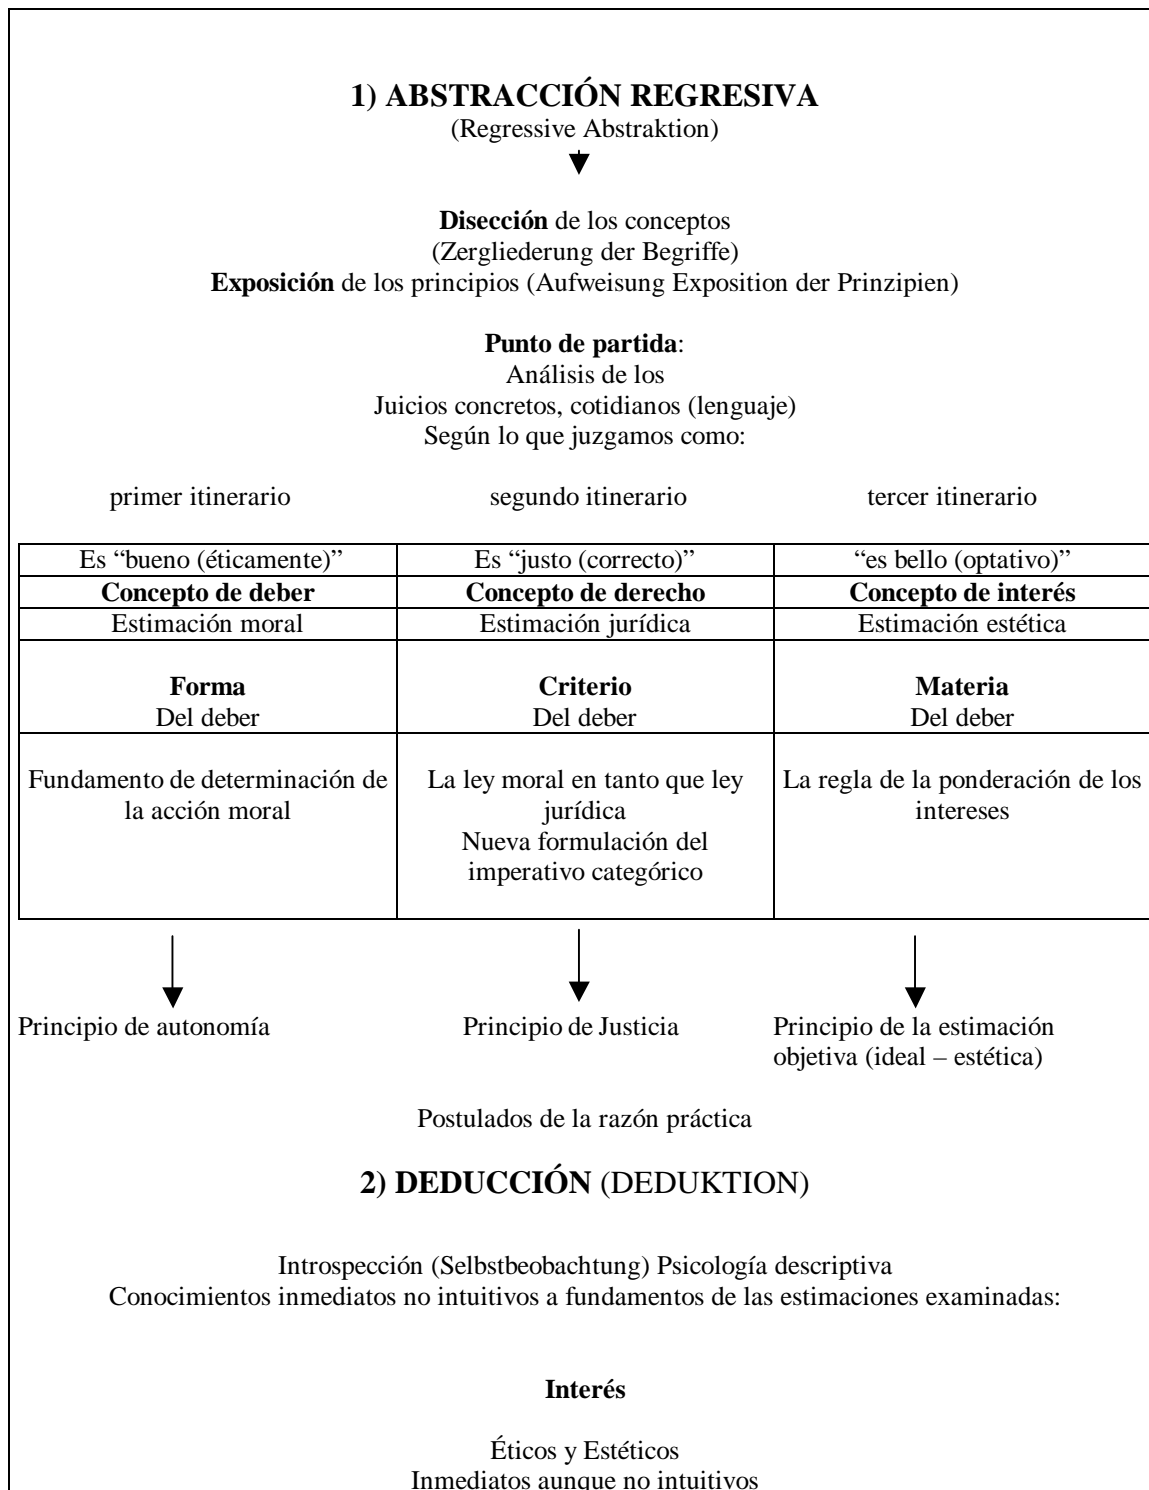 1) ABSTRACCIÓN REGRESIVA
(Regressive Abstraktion)
Disección de los conceptos
(Zergliederung der Begriffe)
Exposición de los principios (Aufweisung Exposition der Prinzipien)
Punto de partida:
Análisis de los
Juicios concretos, cotidianos (lenguaje)
Según lo que juzgamos como:
primer itinerario segundo itinerario tercer itinerario
Es “bueno (éticamente)” Es “justo (correcto)” “es bello (optativo)”
Concepto de deber Concepto de derecho Concepto de interés
Estimación moral Estimación jurídica Estimación estética
Forma Criterio Materia
Del deber Del deber Del deber
Fundamento de determinación de
la acción moral
La ley moral en tanto que ley
jurídica
Nueva formulación del
imperativo categórico
La regla de la ponderación de los
intereses
Principio de autonomía
Principio de Justicia
Principio de la estimación
objetiva (ideal – estética)
Postulados de la razón práctica
2) DEDUCCIÓN (DEDUKTION)
Introspección (Selbstbeobachtung) Psicología descriptiva
Conocimientos inmediatos no intuitivos a fundamentos de las estimaciones examinadas:
Interés
Éticos y Estéticos
Inmediatos aunque no intuitivos